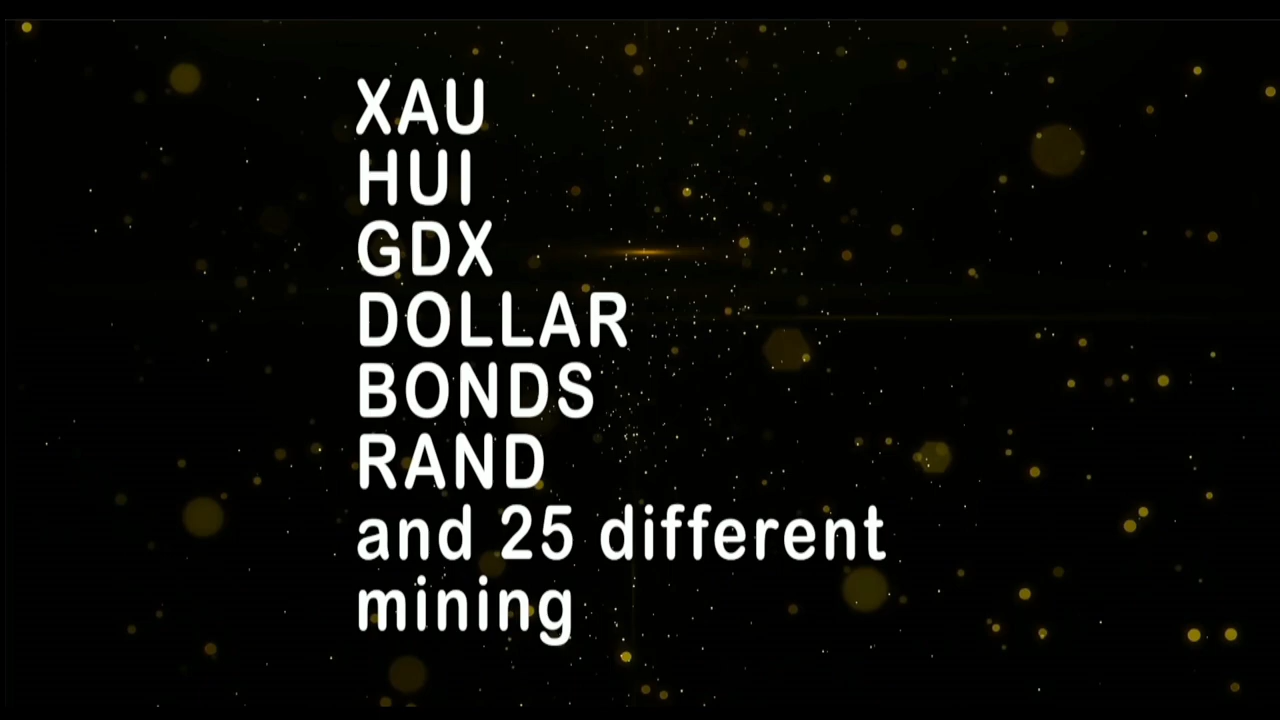 XAU
HUI
GDX
DOLLAR
BONDS
RAND
and 25 different
mining